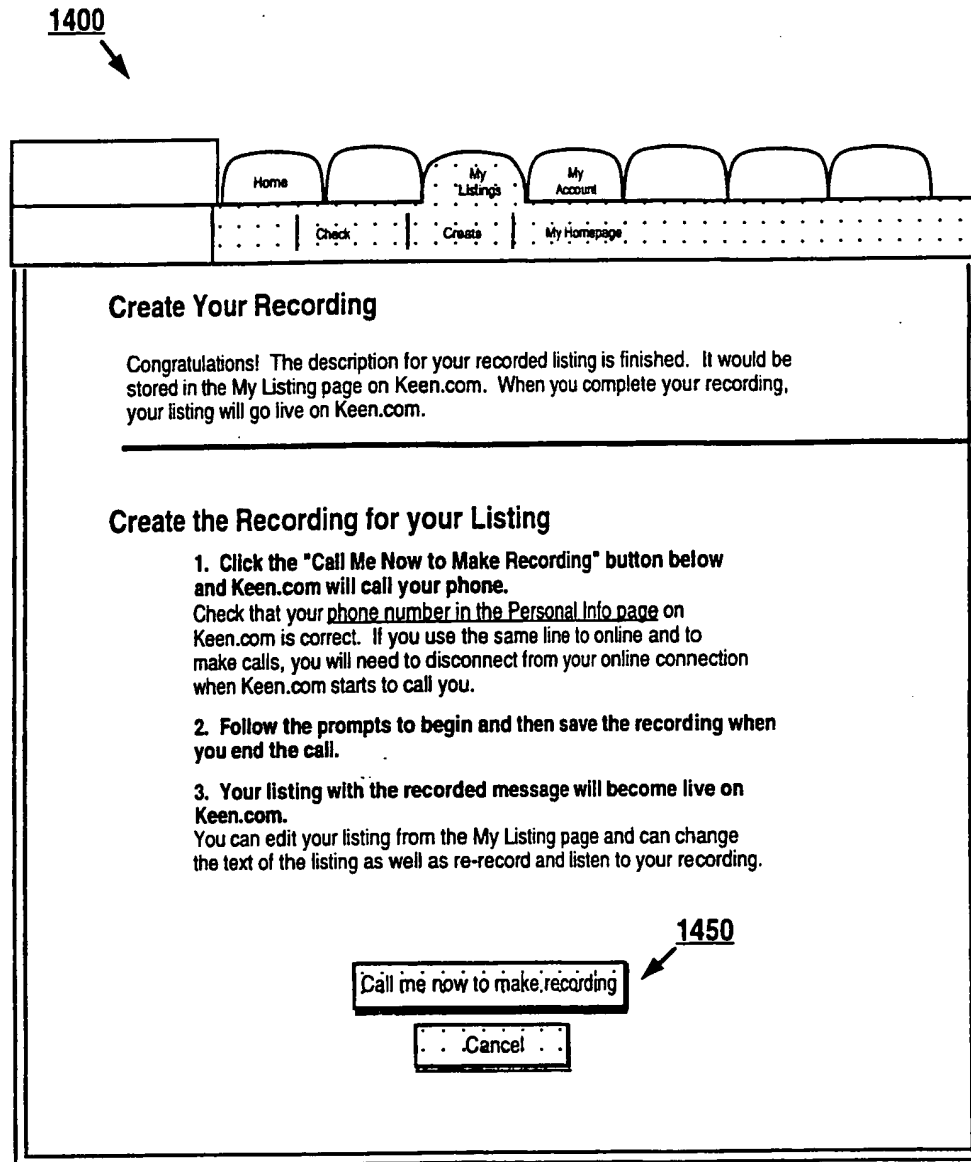 1400
Home
My
Listings
My
Account
Check
Create
My Homepage
Create Your Recording
Congratulations! The description for your recorded listing is finished. It would be
stored in the My Listing page on Keen.com. When you complete your recording,
your listing will go live on Keen.com.
Create the Recording for your Listing
1. Click the "Call Me Now to Make Recording" button below
and Keen.com will call your phone.
Check that your phone number in the Personal Info page on
Keen.com is correct. If you use the same line to online and to
make calls, you will need to disconnect from your online connection
when Keen.com starts to call you.
2. Follow the prompts to begin and then save the recording when
you end the call.
3. Your listing with the recorded message will become live on
Keen.com.
You can edit your listing from the My Listing page and can change
the text of the listing as well as re-record and listen to your recording.
1450
Call me now to make recording
Cancel